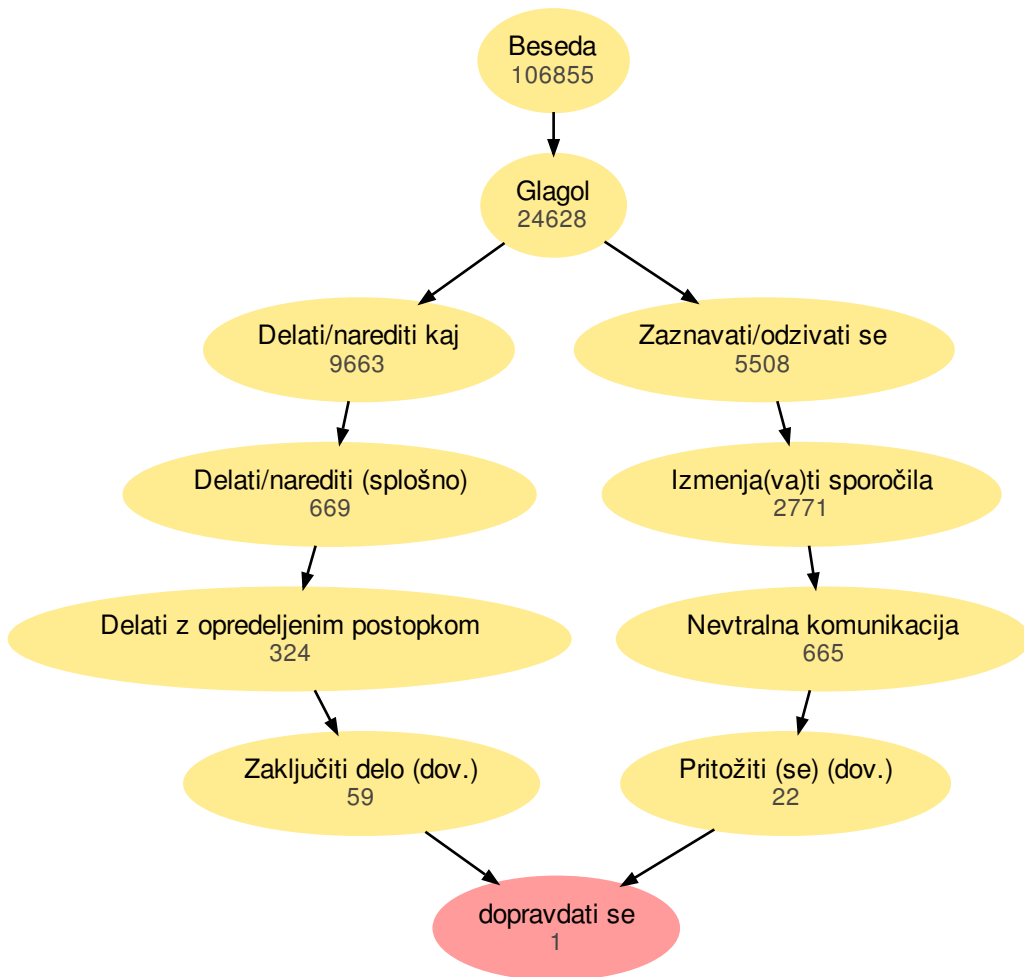 Beseda
106855
Glagol
24628
Delati/narediti kaj
9663
Zaznavati/odzivati se
5508
Delati/narediti (splošno)
669
Izmenja(va)ti sporočila
2771
Delati z opredeljenim postopkom
324
Nevtralna komunikacija
665
Zaključiti delo (dov.)
59
Pritožiti (se) (dov.)
22
dopravdati se
1